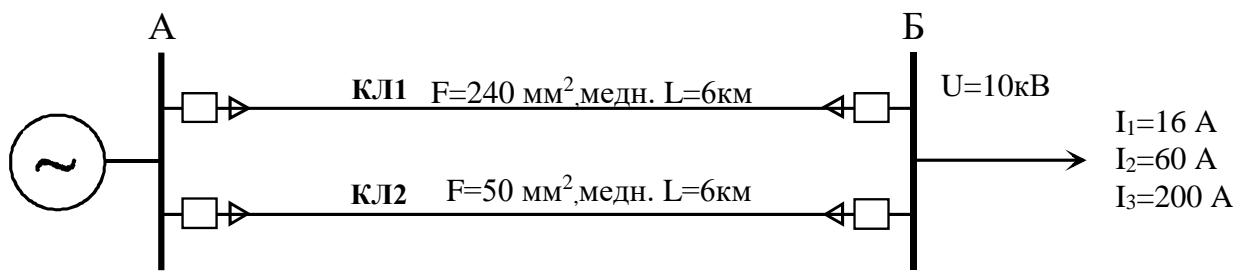 А
Б
КЛ1 F=240 мм²,медн. L=6км
U=10кВ
I₁=16 А
I₂=60 А
I₃=200 А
~
КЛ2 F=50 мм²,медн. L=6км